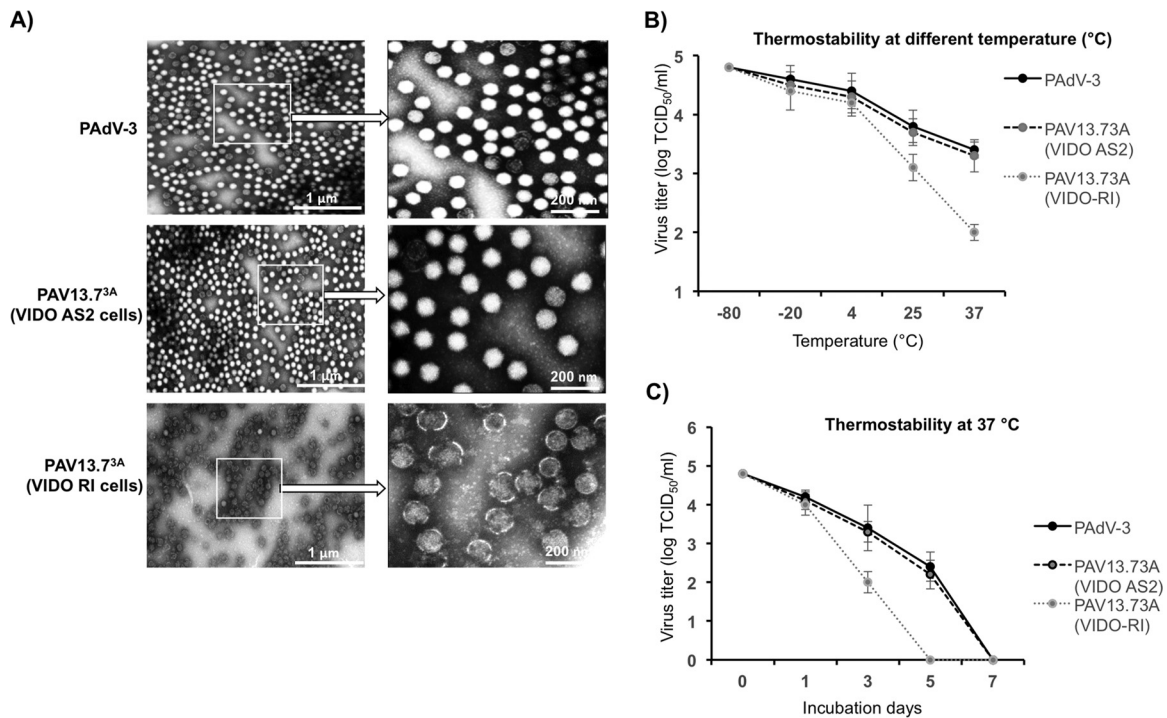 A)
PAdV-3
1 µm
200 nm
PAV13.7³ᴬ
(VIDO AS2 cells)
1 µm
200 nm
PAV13.7³ᴬ
(VIDO RI cells)
1 µm
200 nm
B)
Thermostability at different temperature (°C)
Virus titer (log TCID₅₀/ml)
5
4
3
2
1
-80 -20 4 25 37
Temperature (°C)
PAdV-3
PAV13.73A
(VIDO AS2)
PAV13.73A
(VIDO-RI)
C)
Thermostability at 37 °C
Virus titer (log TCID₅₀/ml)
6
5
4
3
2
1
0
0 1 3 5 7
Incubation days
PAdV-3
PAV13.73A
(VIDO AS2)
PAV13.73A
(VIDO-RI)